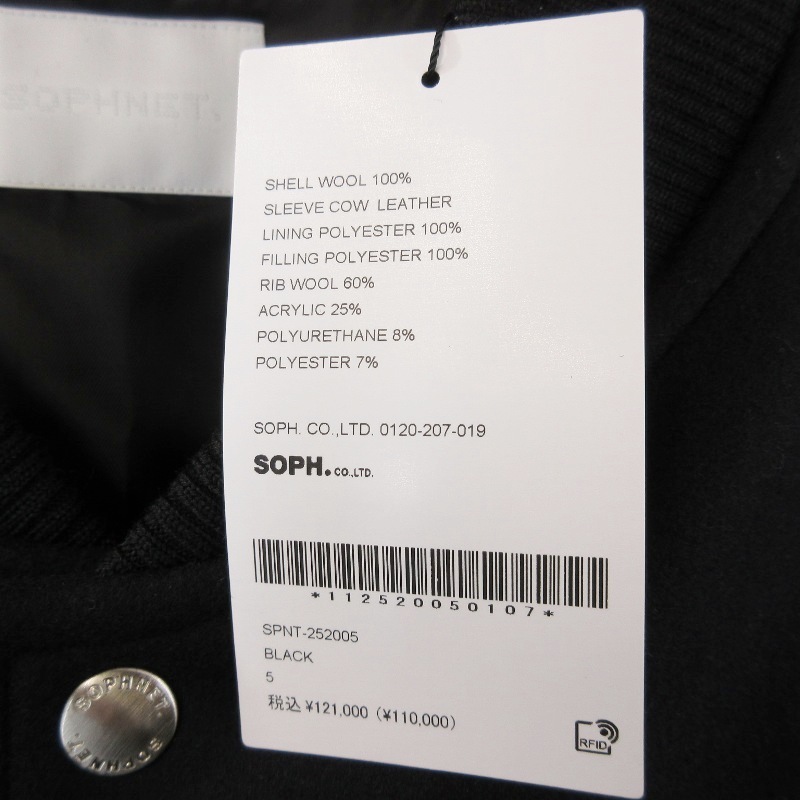 SOPHNET.
SHELL WOOL 100%
SLEEVE COW LEATHER
LINING POLYESTER 100%
FILLING POLYESTER 100%
RIB WOOL 60%
ACRYLIC 25%
POLYURETHANE 8%
POLYESTER 7%
SOPH. CO.,LTD. 0120-207-019
SOPH. CO.,LTD.
*112520050107*
SPNT-252005
BLACK
5
税込 ¥121,000 (¥110,000)
RFID
SOPHNET.
SOPHNET.